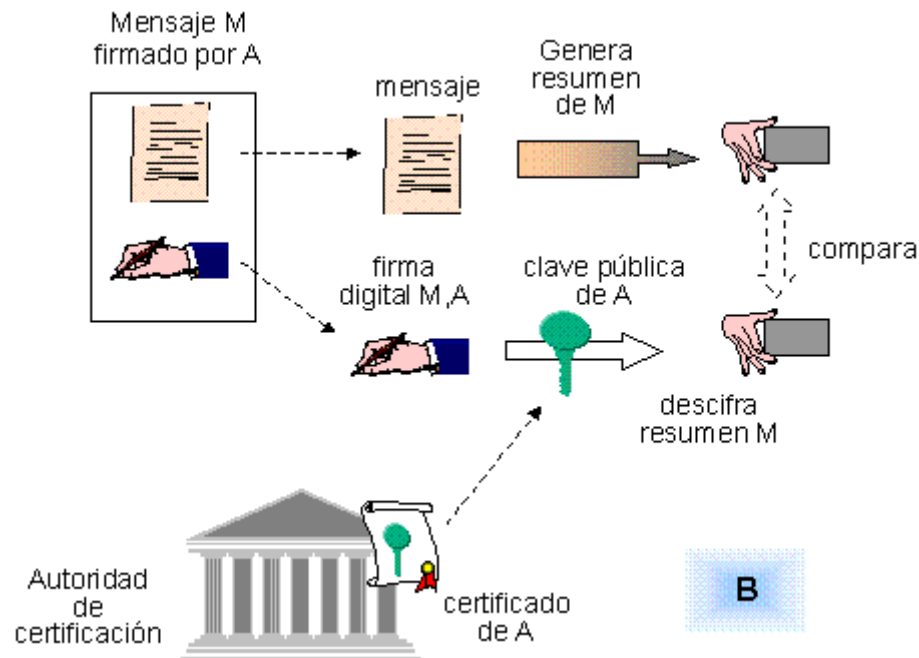 Mensaje M
firmado por A
mensaje
Genera
resumen
de M
compara
firma
digital M,A
clave pública
de A
descifra
resumen M
Autoridad
de
certificación
certificado
de A
B